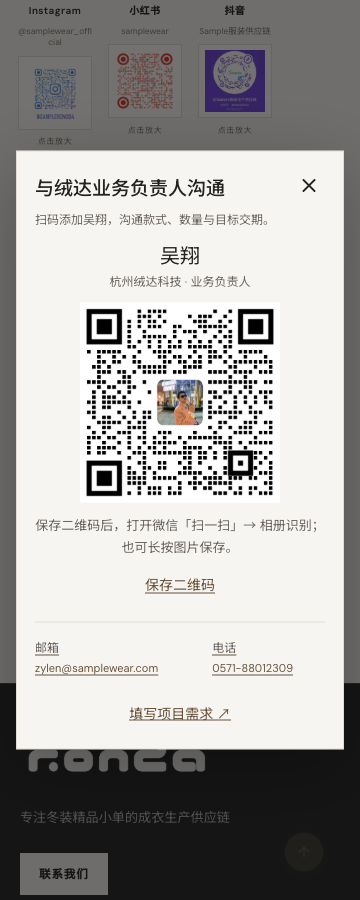 Instagram
小红书
抖音
@samplewear_offi
cial
samplewear
Sample服装供应链
点击放大
点击放大
点击放大
与绒达业务负责人沟通
扫码添加吴翔，沟通款式、数量与目标交期。
吴翔
杭州绒达科技 · 业务负责人
保存二维码后，打开微信「扫一扫」→ 相册识别；
也可长按图片保存。
保存二维码
邮箱
电话
zylen@samplewear.com
0571-88012309
填写项目需求 ↗
专注冬装精品小单的成衣生产供应链
联系我们